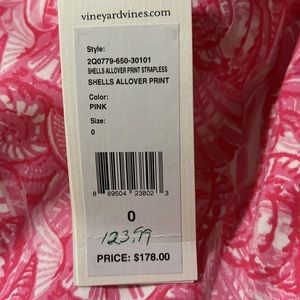 vineyardvines.com
Style:
2Q0779-650-30101
SHELLS ALLOVER PRINT STRAPLESS
SHELLS ALLOVER PRINT
Color:
PINK
Size:
0
8 89504 23802 3
0
123.99
PRICE: $178.00